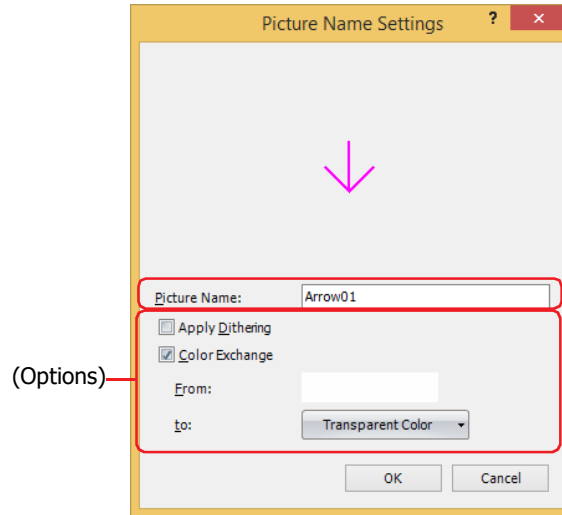 Picture Name Settings ?
Picture Name: Arrow01
Apply Dithering
Color Exchange
(Options)
From:
to: Transparent Color
OK Cancel